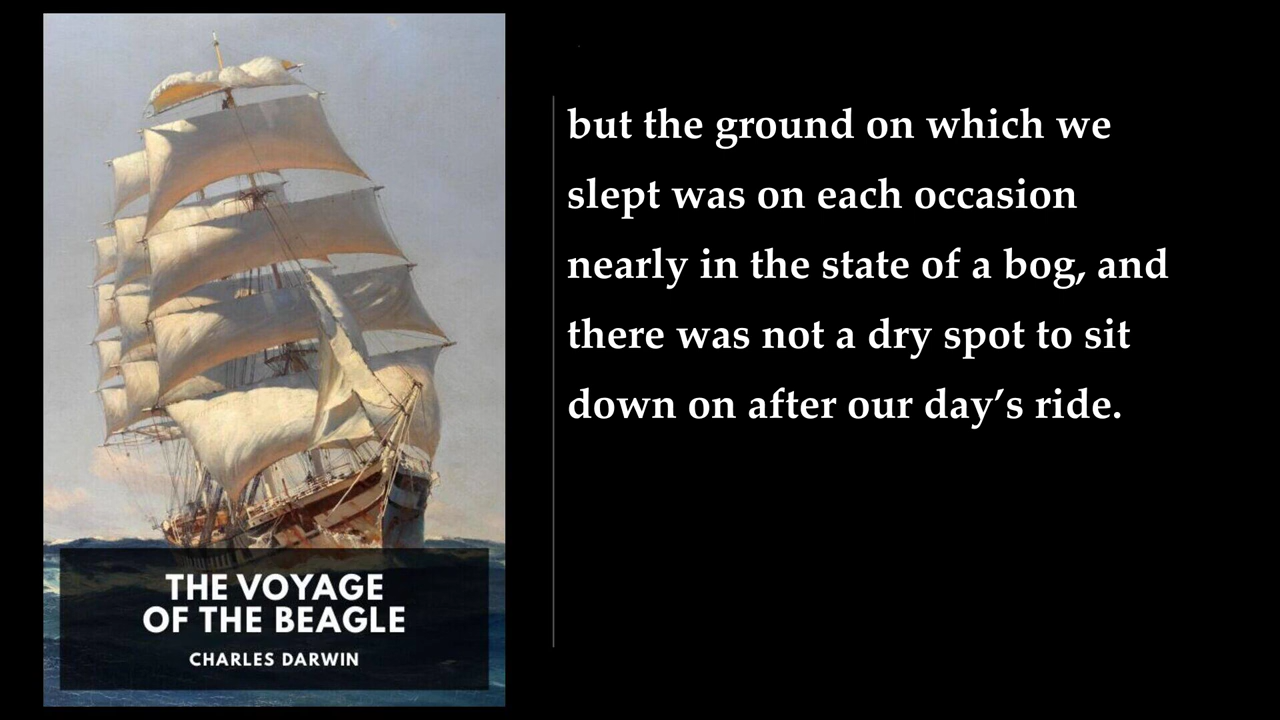 THE VOYAGE
OF THE BEAGLE
CHARLES DARWIN
but the ground on which we
slept was on each occasion
nearly in the state of a bog, and
there was not a dry spot to sit
down on after our day’s ride.